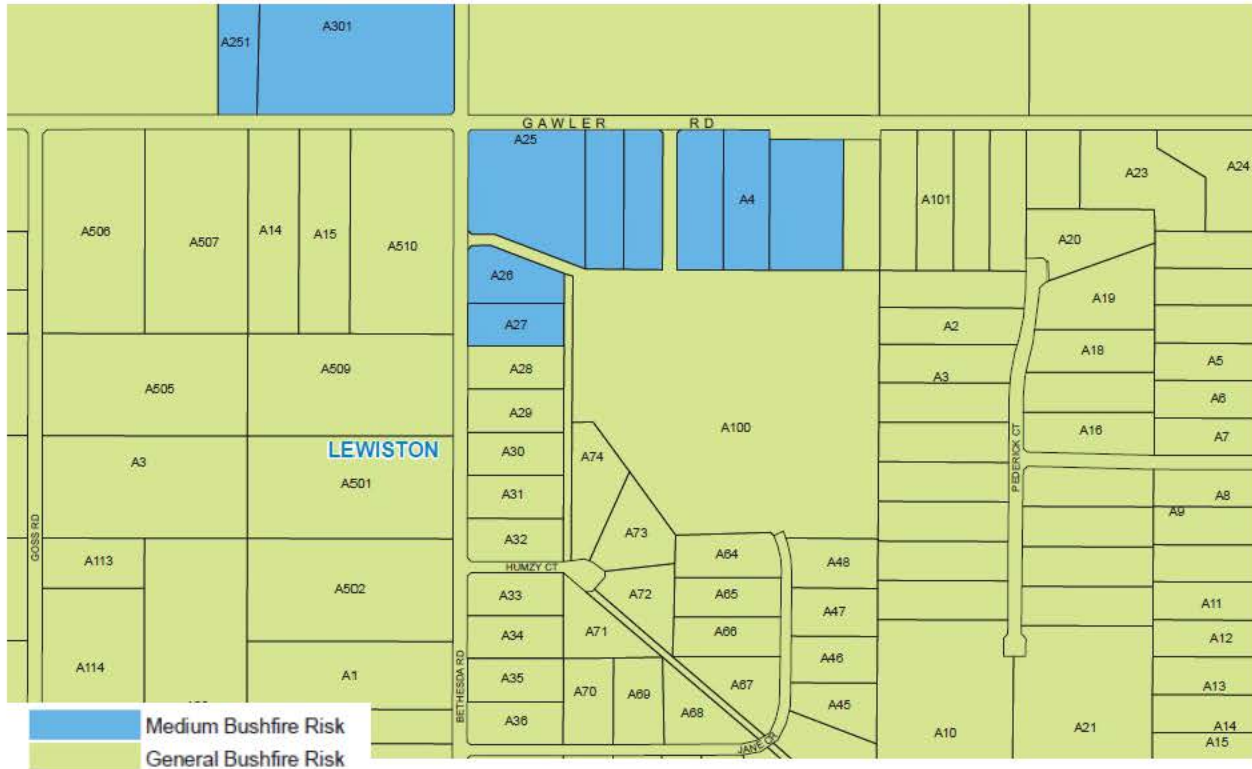 A301
A251
GAWLER RD
A25
A4
A23
A24
A101
A506
A507
A14
A15
A510
A20
A26
A19
A27
A2
A18
A28
A3
A5
A505
A509
A29
A6
A100
A16
A7
LEWISTON
A30
A74
A3
A501
A31
PEDERICK CT
A8
A9
A32
A73
GOSS RD
A64
A48
A113
HUMZY CT
A502
A33
A72
A65
A47
A11
A34
A71
A66
A12
A114
A1
BETHESDA RD
A35
A70
A69
A67
A46
A13
A36
A68
A45
A10
A21
A14
A15
JANE CR
Medium Bushfire Risk
General Bushfire Risk